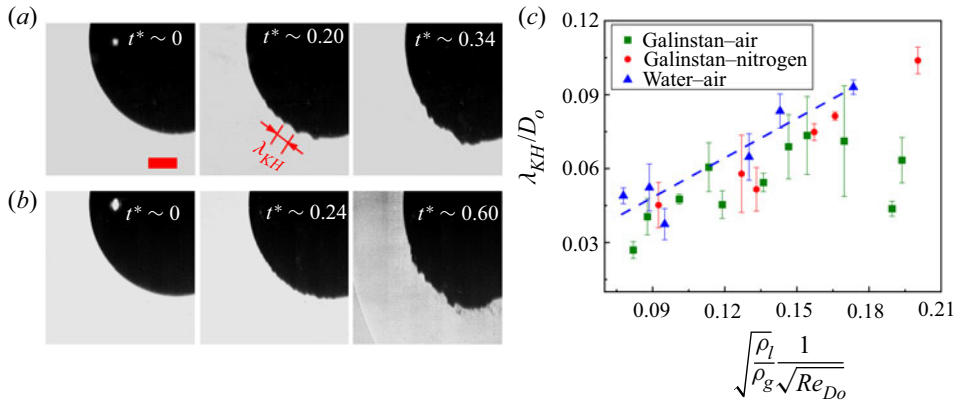 (a)
t* ~ 0
t* ~ 0.20
t* ~ 0.34
λKH
(b)
t* ~ 0
t* ~ 0.24
t* ~ 0.60
(c)
0.12
0.09
0.06
0.03
λKH/Do
Galinstan–air
Galinstan–nitrogen
Water–air
0.09 0.12 0.15 0.18 0.21
√(ρl/ρg) 1/√ReDo